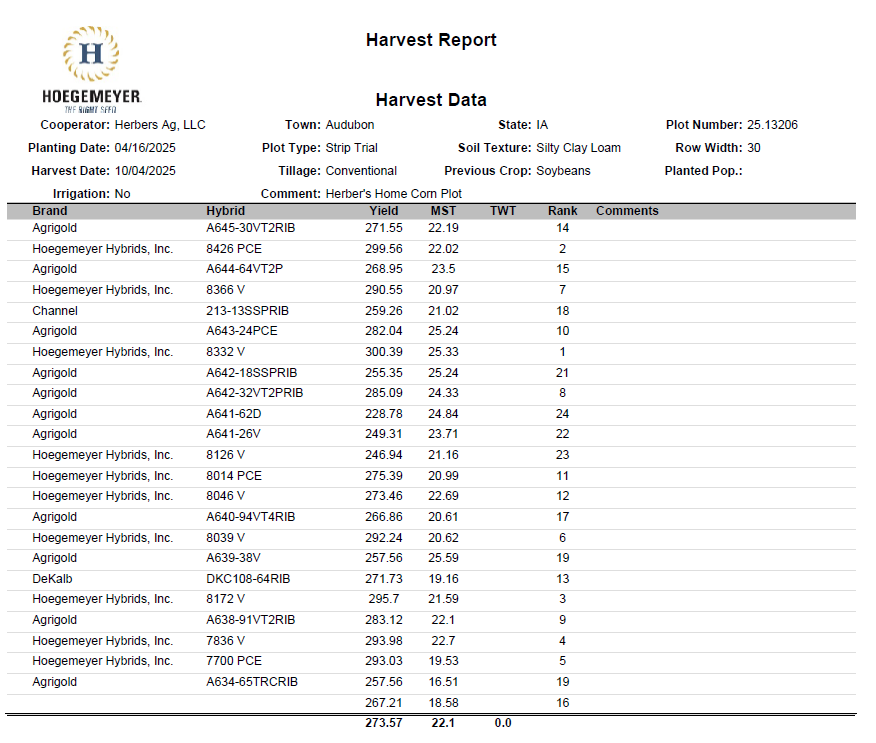 Harvest Report
H
HOEGEMEYER
THE RIGHT SEED
Harvest Data
Cooperator: Herbers Ag, LLC Town: Audubon State: IA Plot Number: 25.13206
Planting Date: 04/16/2025 Plot Type: Strip Trial Soil Texture: Silty Clay Loam Row Width: 30
Harvest Date: 10/04/2025 Tillage: Conventional Previous Crop: Soybeans Planted Pop.:
Irrigation: No Comment: Herber's Home Corn Plot
Brand Hybrid Yield MST TWT Rank Comments
Agrigold A645-30VT2RIB 271.55 22.19 14
Hoegemeyer Hybrids, Inc. 8426 PCE 299.56 22.02 2
Agrigold A644-64VT2P 268.95 23.5 15
Hoegemeyer Hybrids, Inc. 8366 V 290.55 20.97 7
Channel 213-13SSPRIB 259.26 21.02 18
Agrigold A643-24PCE 282.04 25.24 10
Hoegemeyer Hybrids, Inc. 8332 V 300.39 25.33 1
Agrigold A642-18SSPRIB 255.35 25.24 21
Agrigold A642-32VT2PRIB 285.09 24.33 8
Agrigold A641-62D 228.78 24.84 24
Agrigold A641-26V 249.31 23.71 22
Hoegemeyer Hybrids, Inc. 8126 V 246.94 21.16 23
Hoegemeyer Hybrids, Inc. 8014 PCE 275.39 20.99 11
Hoegemeyer Hybrids, Inc. 8046 V 273.46 22.69 12
Agrigold A640-94VT4RIB 266.86 20.61 17
Hoegemeyer Hybrids, Inc. 8039 V 292.24 20.62 6
Agrigold A639-38V 257.56 25.59 19
DeKalb DKC108-64RIB 271.73 19.16 13
Hoegemeyer Hybrids, Inc. 8172 V 295.7 21.59 3
Agrigold A638-91VT2RIB 283.12 22.1 9
Hoegemeyer Hybrids, Inc. 7836 V 293.98 22.7 4
Hoegemeyer Hybrids, Inc. 7700 PCE 293.03 19.53 5
Agrigold A634-65TRCRIB 257.56 16.51 19
267.21 18.58 16
273.57 22.1 0.0